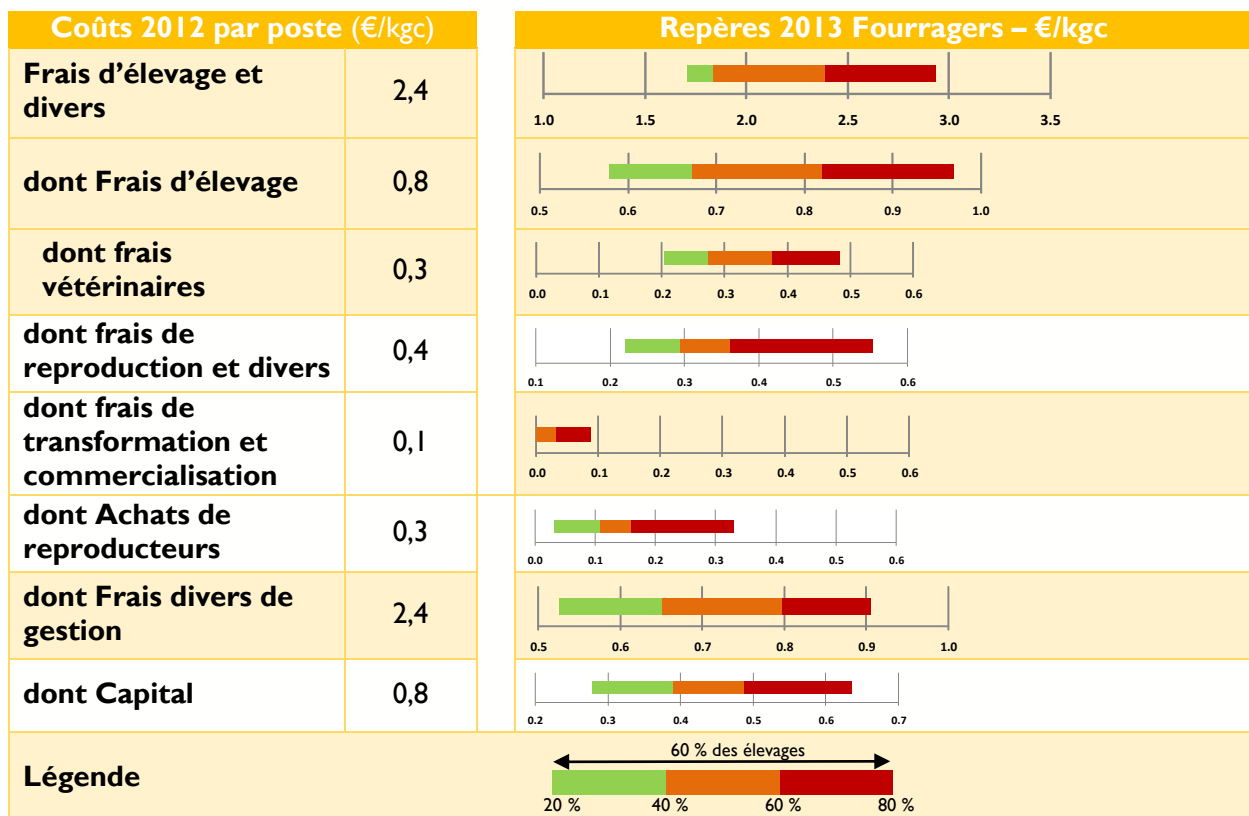 Coûts 2012 par poste (€/kgc)
Repères 2013 Fourragers – €/kgc
Frais d'élevage et
divers
2,4
1.0 1.5 2.0 2.5 3.0 3.5
dont Frais d'élevage
0,8
0.5 0.6 0.7 0.8 0.9 1.0
dont frais
vétérinaires
0,3
0.0 0.1 0.2 0.3 0.4 0.5 0.6
dont frais de
reproduction et divers
0,4
0.1 0.2 0.3 0.4 0.5 0.6
dont frais de
transformation et
commercialisation
0,1
0.0 0.1 0.2 0.3 0.4 0.5 0.6
dont Achats de
reproducteurs
0,3
0.0 0.1 0.2 0.3 0.4 0.5 0.6
dont Frais divers de
gestion
2,4
0.5 0.6 0.7 0.8 0.9 1.0
dont Capital
0,8
0.2 0.3 0.4 0.5 0.6 0.7
Légende
60 % des élevages
20 % 40 % 60 % 80 %